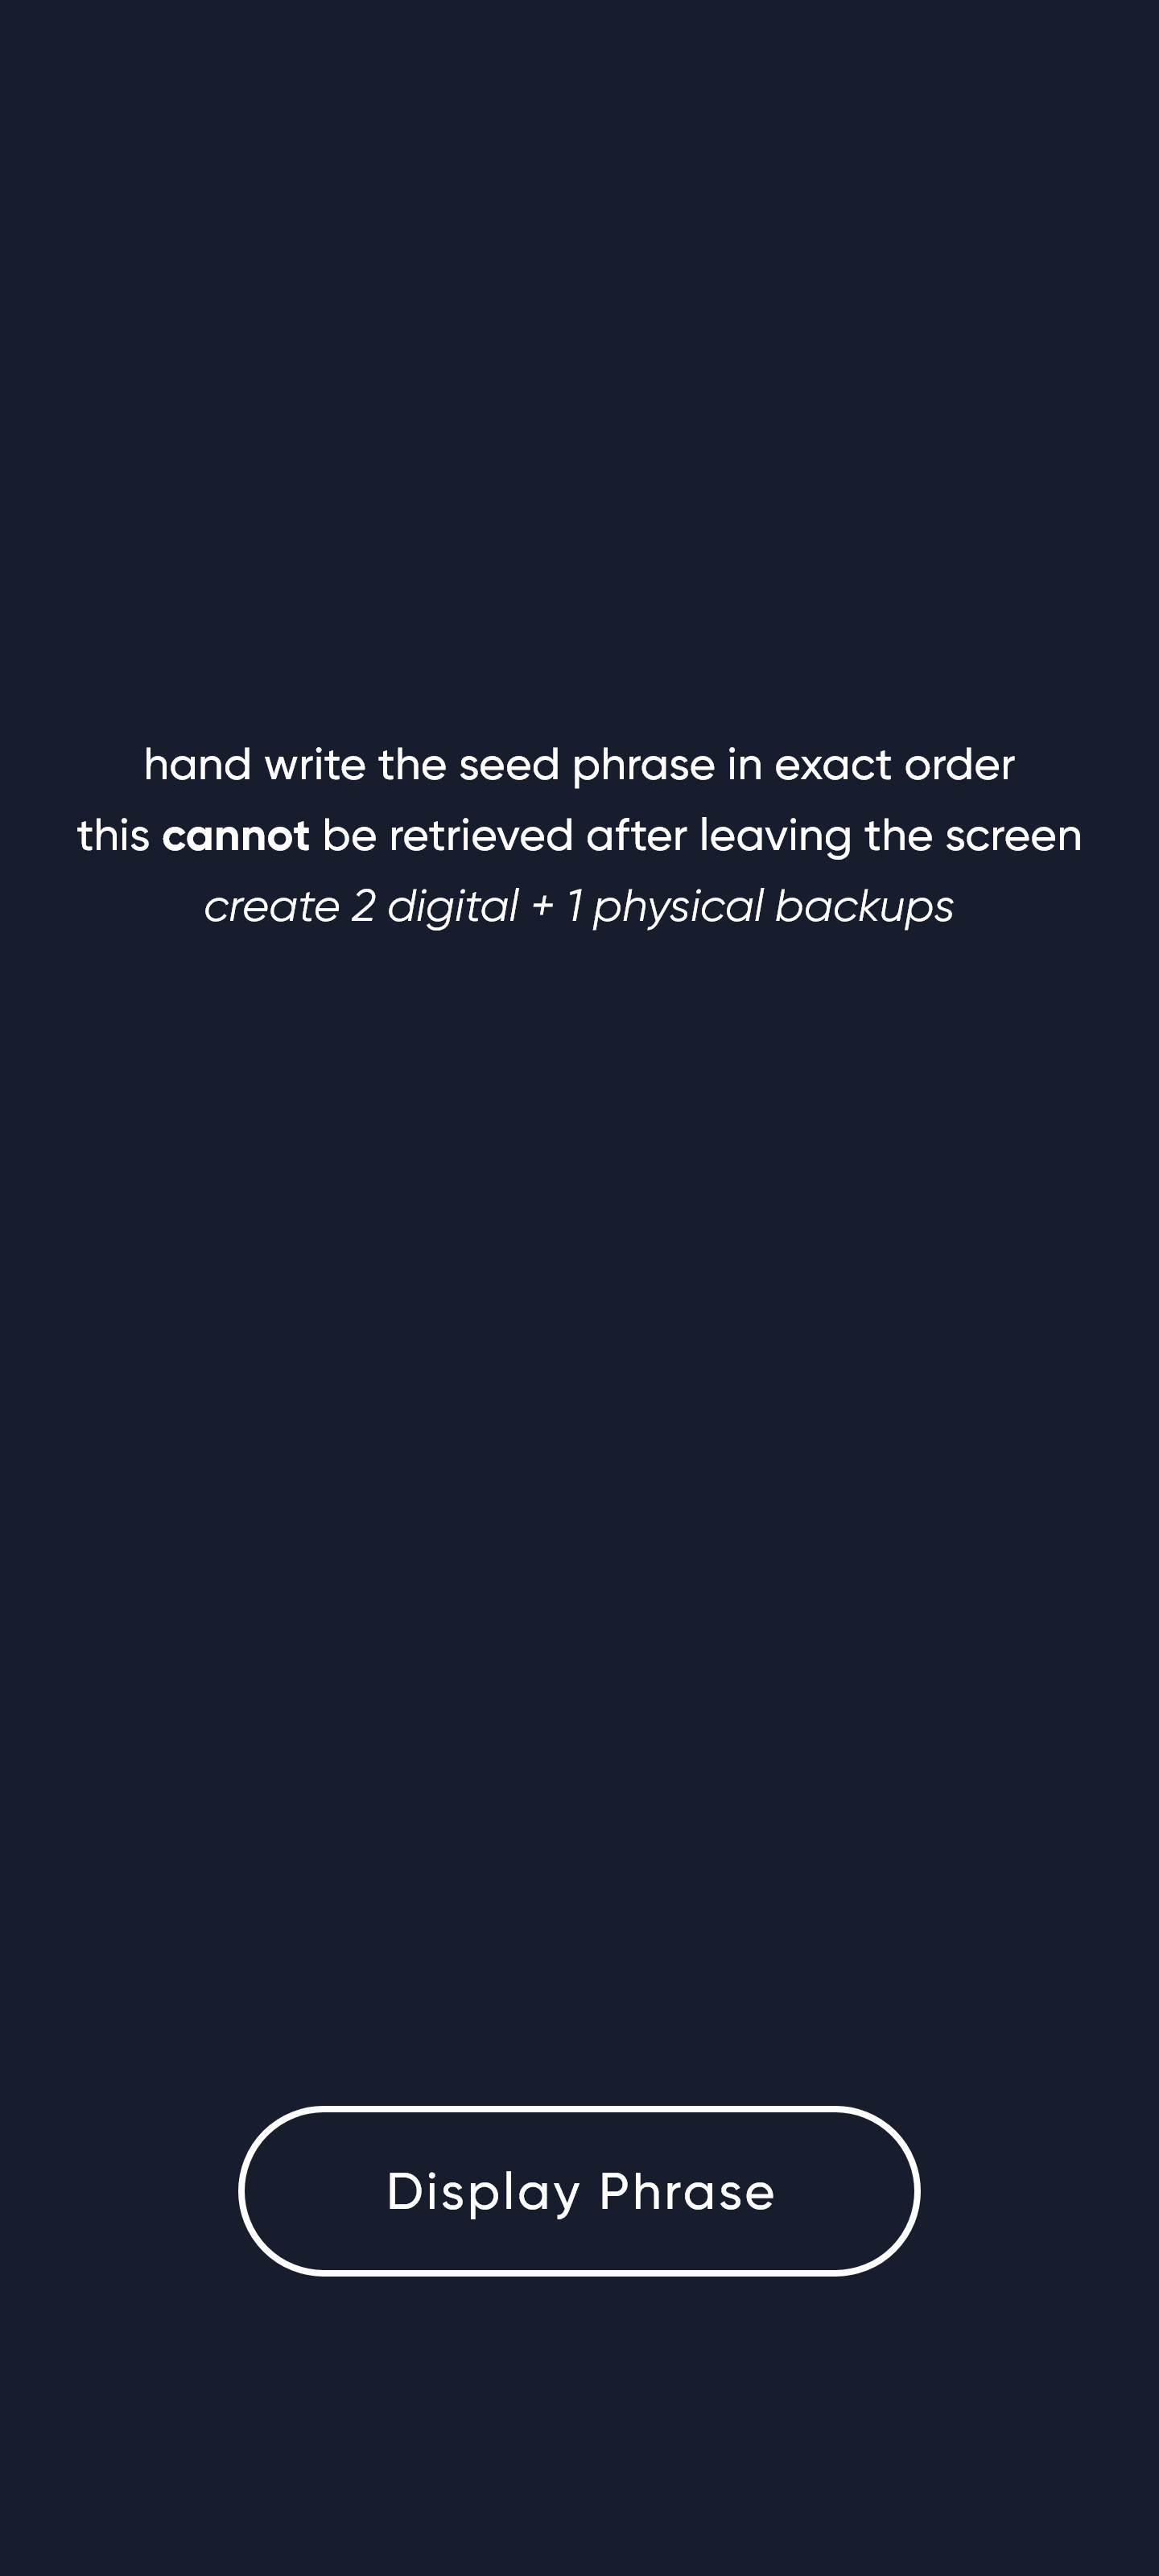 hand write the seed phrase in exact order
this cannot be retrieved after leaving the screen
create 2 digital + 1 physical backups
Display Phrase